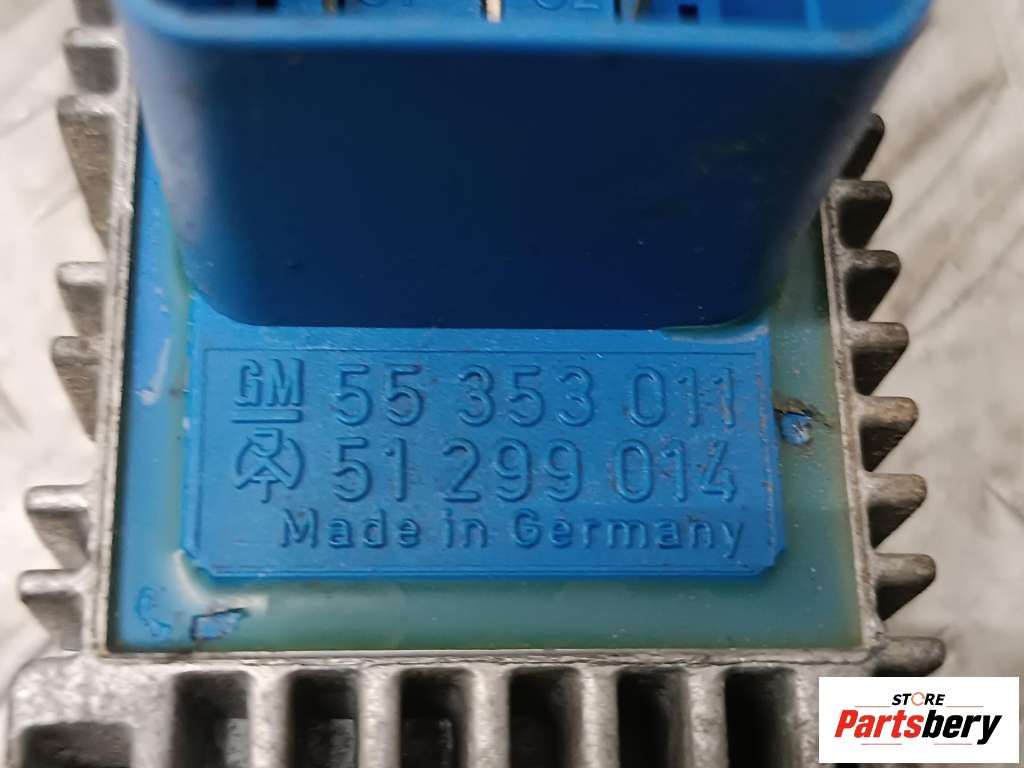 GM 55 353 011
51 299 014
Made in Germany
STORE
Partsbery